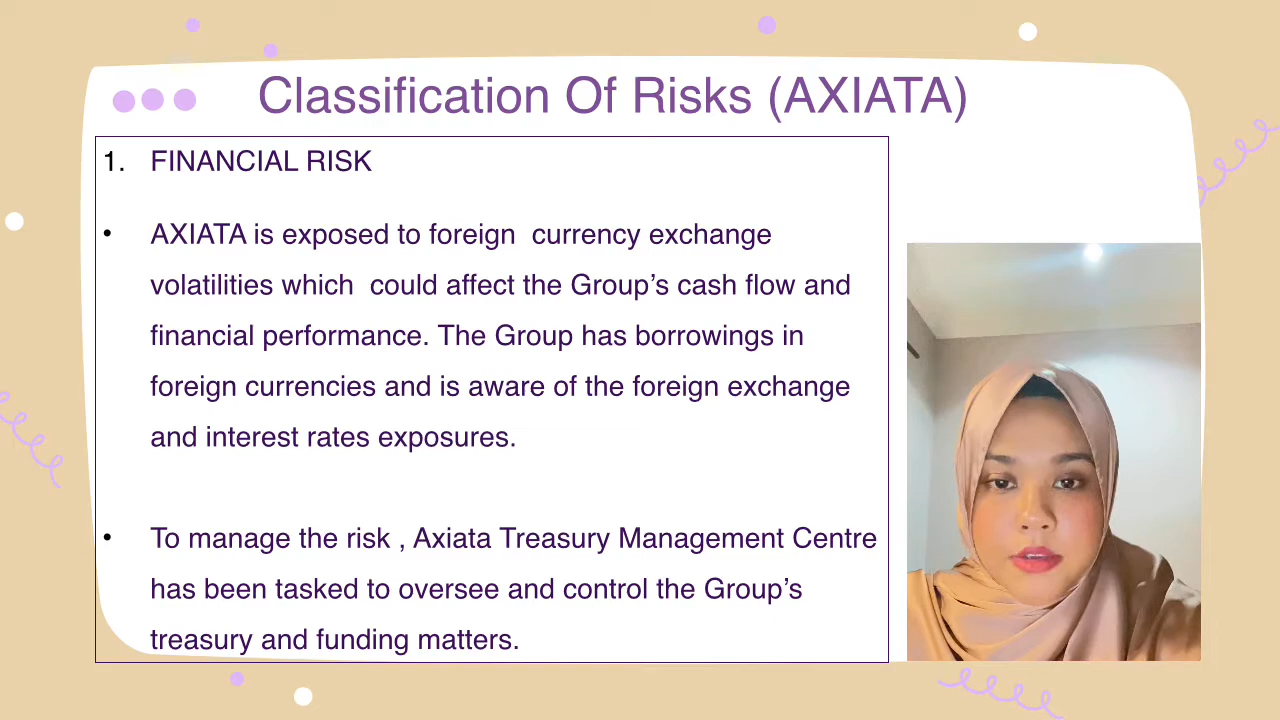 Classification Of Risks (AXIATA)
1. FINANCIAL RISK
• AXIATA is exposed to foreign  currency exchange
volatilities which  could affect the Group’s cash flow and
financial performance. The Group has borrowings in
foreign currencies and is aware of the foreign exchange
and interest rates exposures.
• To manage the risk , Axiata Treasury Management Centre
has been tasked to oversee and control the Group’s
treasury and funding matters.